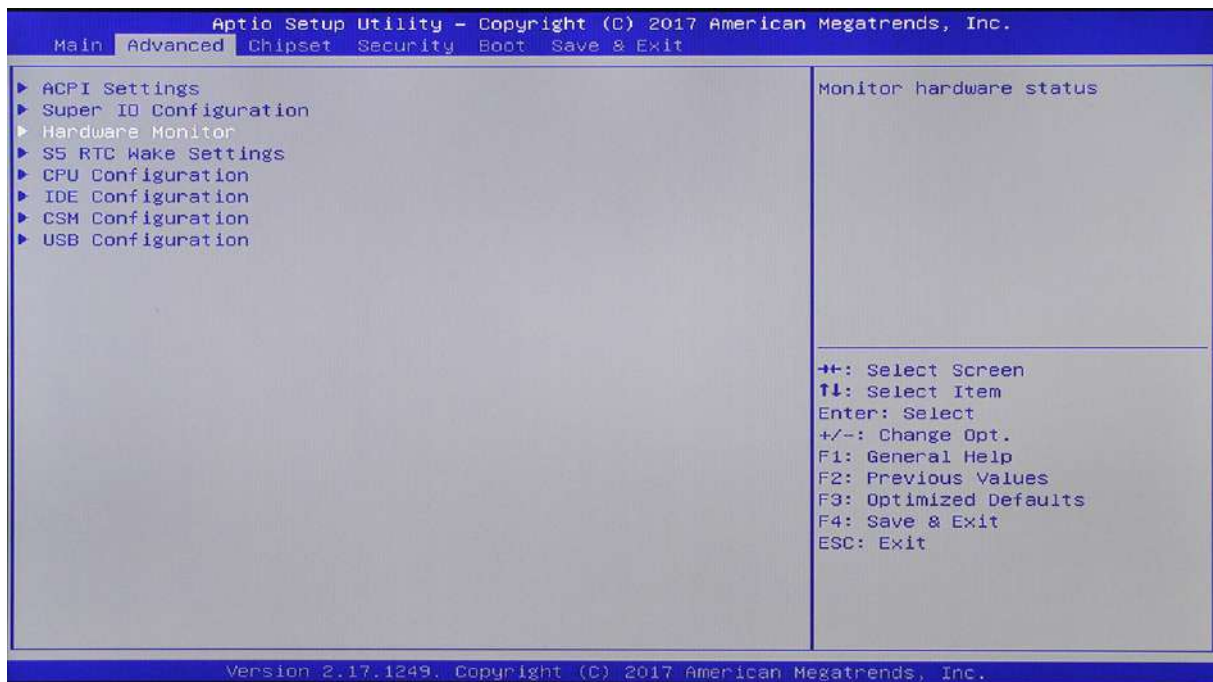 Aptio Setup Utility – Copyright (C) 2017 American Megatrends, Inc.
Main Advanced Chipset Security Boot Save & Exit
▶ ACPI Settings
▶ Super IO Configuration
▶ Hardware Monitor
▶ S5 RTC Wake Settings
▶ CPU Configuration
▶ IDE Configuration
▶ CSM Configuration
▶ USB Configuration
Monitor hardware status
→←: Select Screen
↑↓: Select Item
Enter: Select
+/-: Change Opt.
F1: General Help
F2: Previous Values
F3: Optimized Defaults
F4: Save & Exit
ESC: Exit
Version 2.17.1249. Copyright (C) 2017 American Megatrends, Inc.